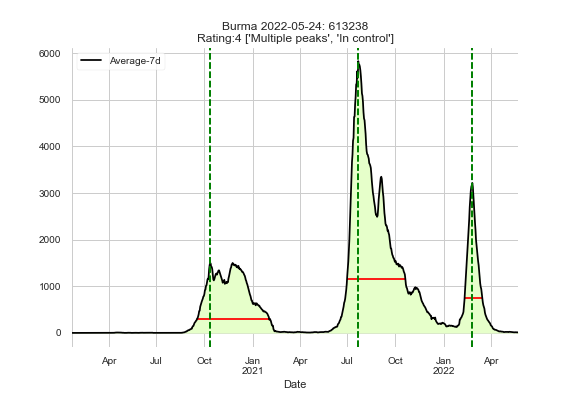 Burma 2022-05-24: 613238
Rating:4 ['Multiple peaks', 'In control']
Average-7d
6000
5000
4000
3000
2000
1000
0
Apr Jul Oct Jan Apr Jul Oct Jan Apr
2021 2022
Date